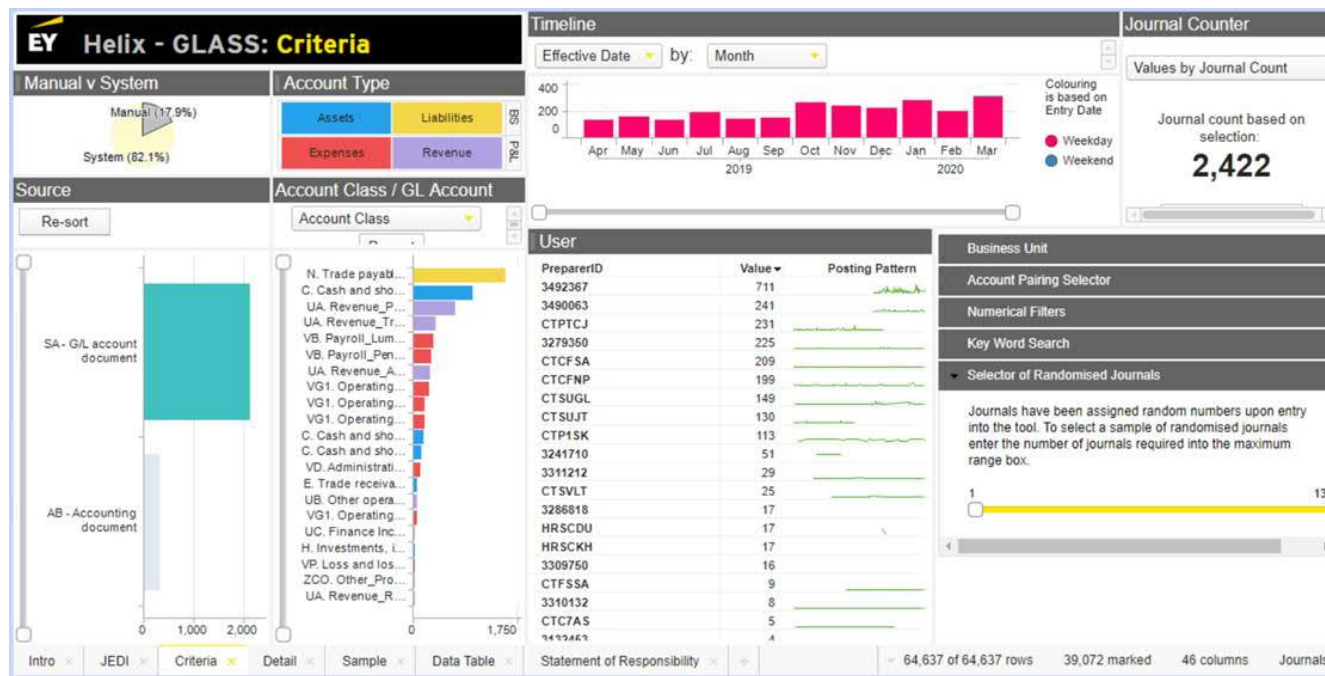 EY Helix - GLASS: Criteria
Manual v System
Manual (17.9%)
System (82.1%)
Account Type
Assets
Liabilities
BS
Expenses
Revenue
P&L
Timeline
Effective Date
by:
Month
400
200
0
Apr May Jun Jul Aug Sep Oct Nov Dec Jan Feb Mar
2019 2020
Colouring
is based on
Entry Date
Weekday
Weekend
Journal Counter
Values by Journal Count
Journal count based on
selection:
2,422
Source
Re-sort
SA - G/L account
document
AB - Accounting
document
0 1,000 2,000
Account Class / GL Account
Account Class
N. Trade payabl...
C. Cash and sho...
UA. Revenue_P...
UA. Revenue_Tr...
VB. Payroll_Lum...
VB. Payroll_Pen...
UA. Revenue_A...
VG1. Operating...
VG1. Operating...
VG1. Operating...
C. Cash and sho...
C. Cash and sho...
VD. Administrati...
E. Trade receiva...
UB. Other opera...
VG1. Operating...
UC. Finance Inc...
H. Investments, i...
VP. Loss and los...
ZCO. Other_Pro...
UA. Revenue_R...
0 1,750
User
PreparerID Value Posting Pattern
3492367 711
3490063 241
CTPTCJ 231
3279350 225
CTCFSA 209
CTCFNP 199
CTSUGL 149
CTSUJT 130
CTP1SK 113
3241710 51
3311212 29
CTSVLT 25
3286818 17
HRSCDU 17
HRSCKH 17
3309750 16
CTFSSA 9
3310132 8
CTC7AS 5
Business Unit
Account Pairing Selector
Numerical Filters
Key Word Search
Selector of Randomised Journals
Journals have been assigned random numbers upon entry
into the tool. To select a sample of randomised journals
enter the number of journals required into the maximum
range box.
1 13
Intro JEDI Criteria Detail Sample Data Table Statement of Responsibility
64,637 of 64,637 rows 39,072 marked 46 columns Journals